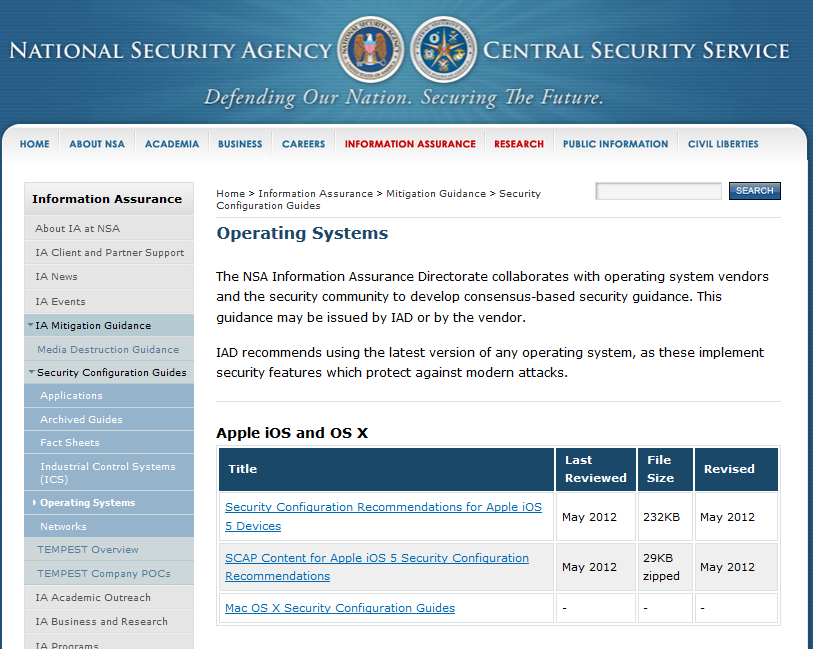 NATIONAL SECURITY AGENCY CENTRAL SECURITY SERVICE
Defending Our Nation. Securing The Future.
HOME ABOUT NSA ACADEMIA BUSINESS CAREERS INFORMATION ASSURANCE RESEARCH PUBLIC INFORMATION CIVIL LIBERTIES
Information Assurance
About IA at NSA
IA Client and Partner Support
IA News
IA Events
IA Mitigation Guidance
Media Destruction Guidance
Security Configuration Guides
Applications
Archived Guides
Fact Sheets
Industrial Control Systems
(ICS)
Operating Systems
Networks
TEMPEST Overview
TEMPEST Company POCs
IA Academic Outreach
IA Business and Research
IA Programs
Home > Information Assurance > Mitigation Guidance > Security
Configuration Guides
SEARCH
Operating Systems
The NSA Information Assurance Directorate collaborates with operating system vendors
and the security community to develop consensus-based security guidance. This
guidance may be issued by IAD or by the vendor.
IAD recommends using the latest version of any operating system, as these implement
security features which protect against modern attacks.
Apple iOS and OS X
Title Last Reviewed File Size Revised
Security Configuration Recommendations for Apple iOS
5 Devices May 2012 232KB May 2012
SCAP Content for Apple iOS 5 Security Configuration
Recommendations May 2012 29KB zipped May 2012
Mac OS X Security Configuration Guides - - -